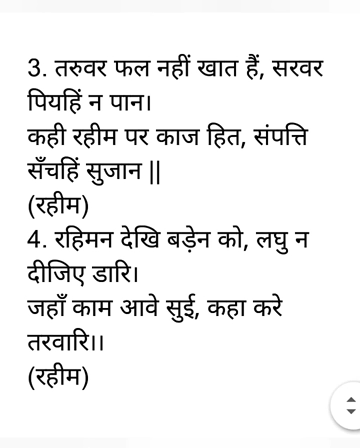 3. तरुवर फल नहीं खात हैं, सरवर
पियहिं न पान।
कही रहीम पर काज हित, संपत्ति
सँचहिं सुजान ||
(रहीम)
4. रहिमन देखि बड़ेन को, लघु न
दीजिए डारि।
जहाँ काम आवे सुई, कहा करे
तरवारि।।
(रहीम)